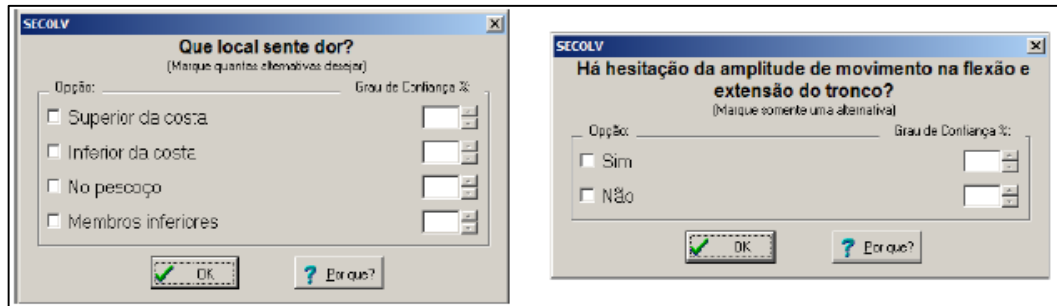 SECOLV
Que local sente dor?
(Marque quantas alternativas desejar)
Opção: Grau de Confiança %:
Superior da costa
Inferior da costa
No pescoço
Membros inferiores
OK Por que?
SECOLV
Há hesitação da amplitude de movimento na flexão e
extensão do tronco?
(Marque somente uma alternativa)
Opção: Grau de Confiança %:
Sim
Não
OK Por que?